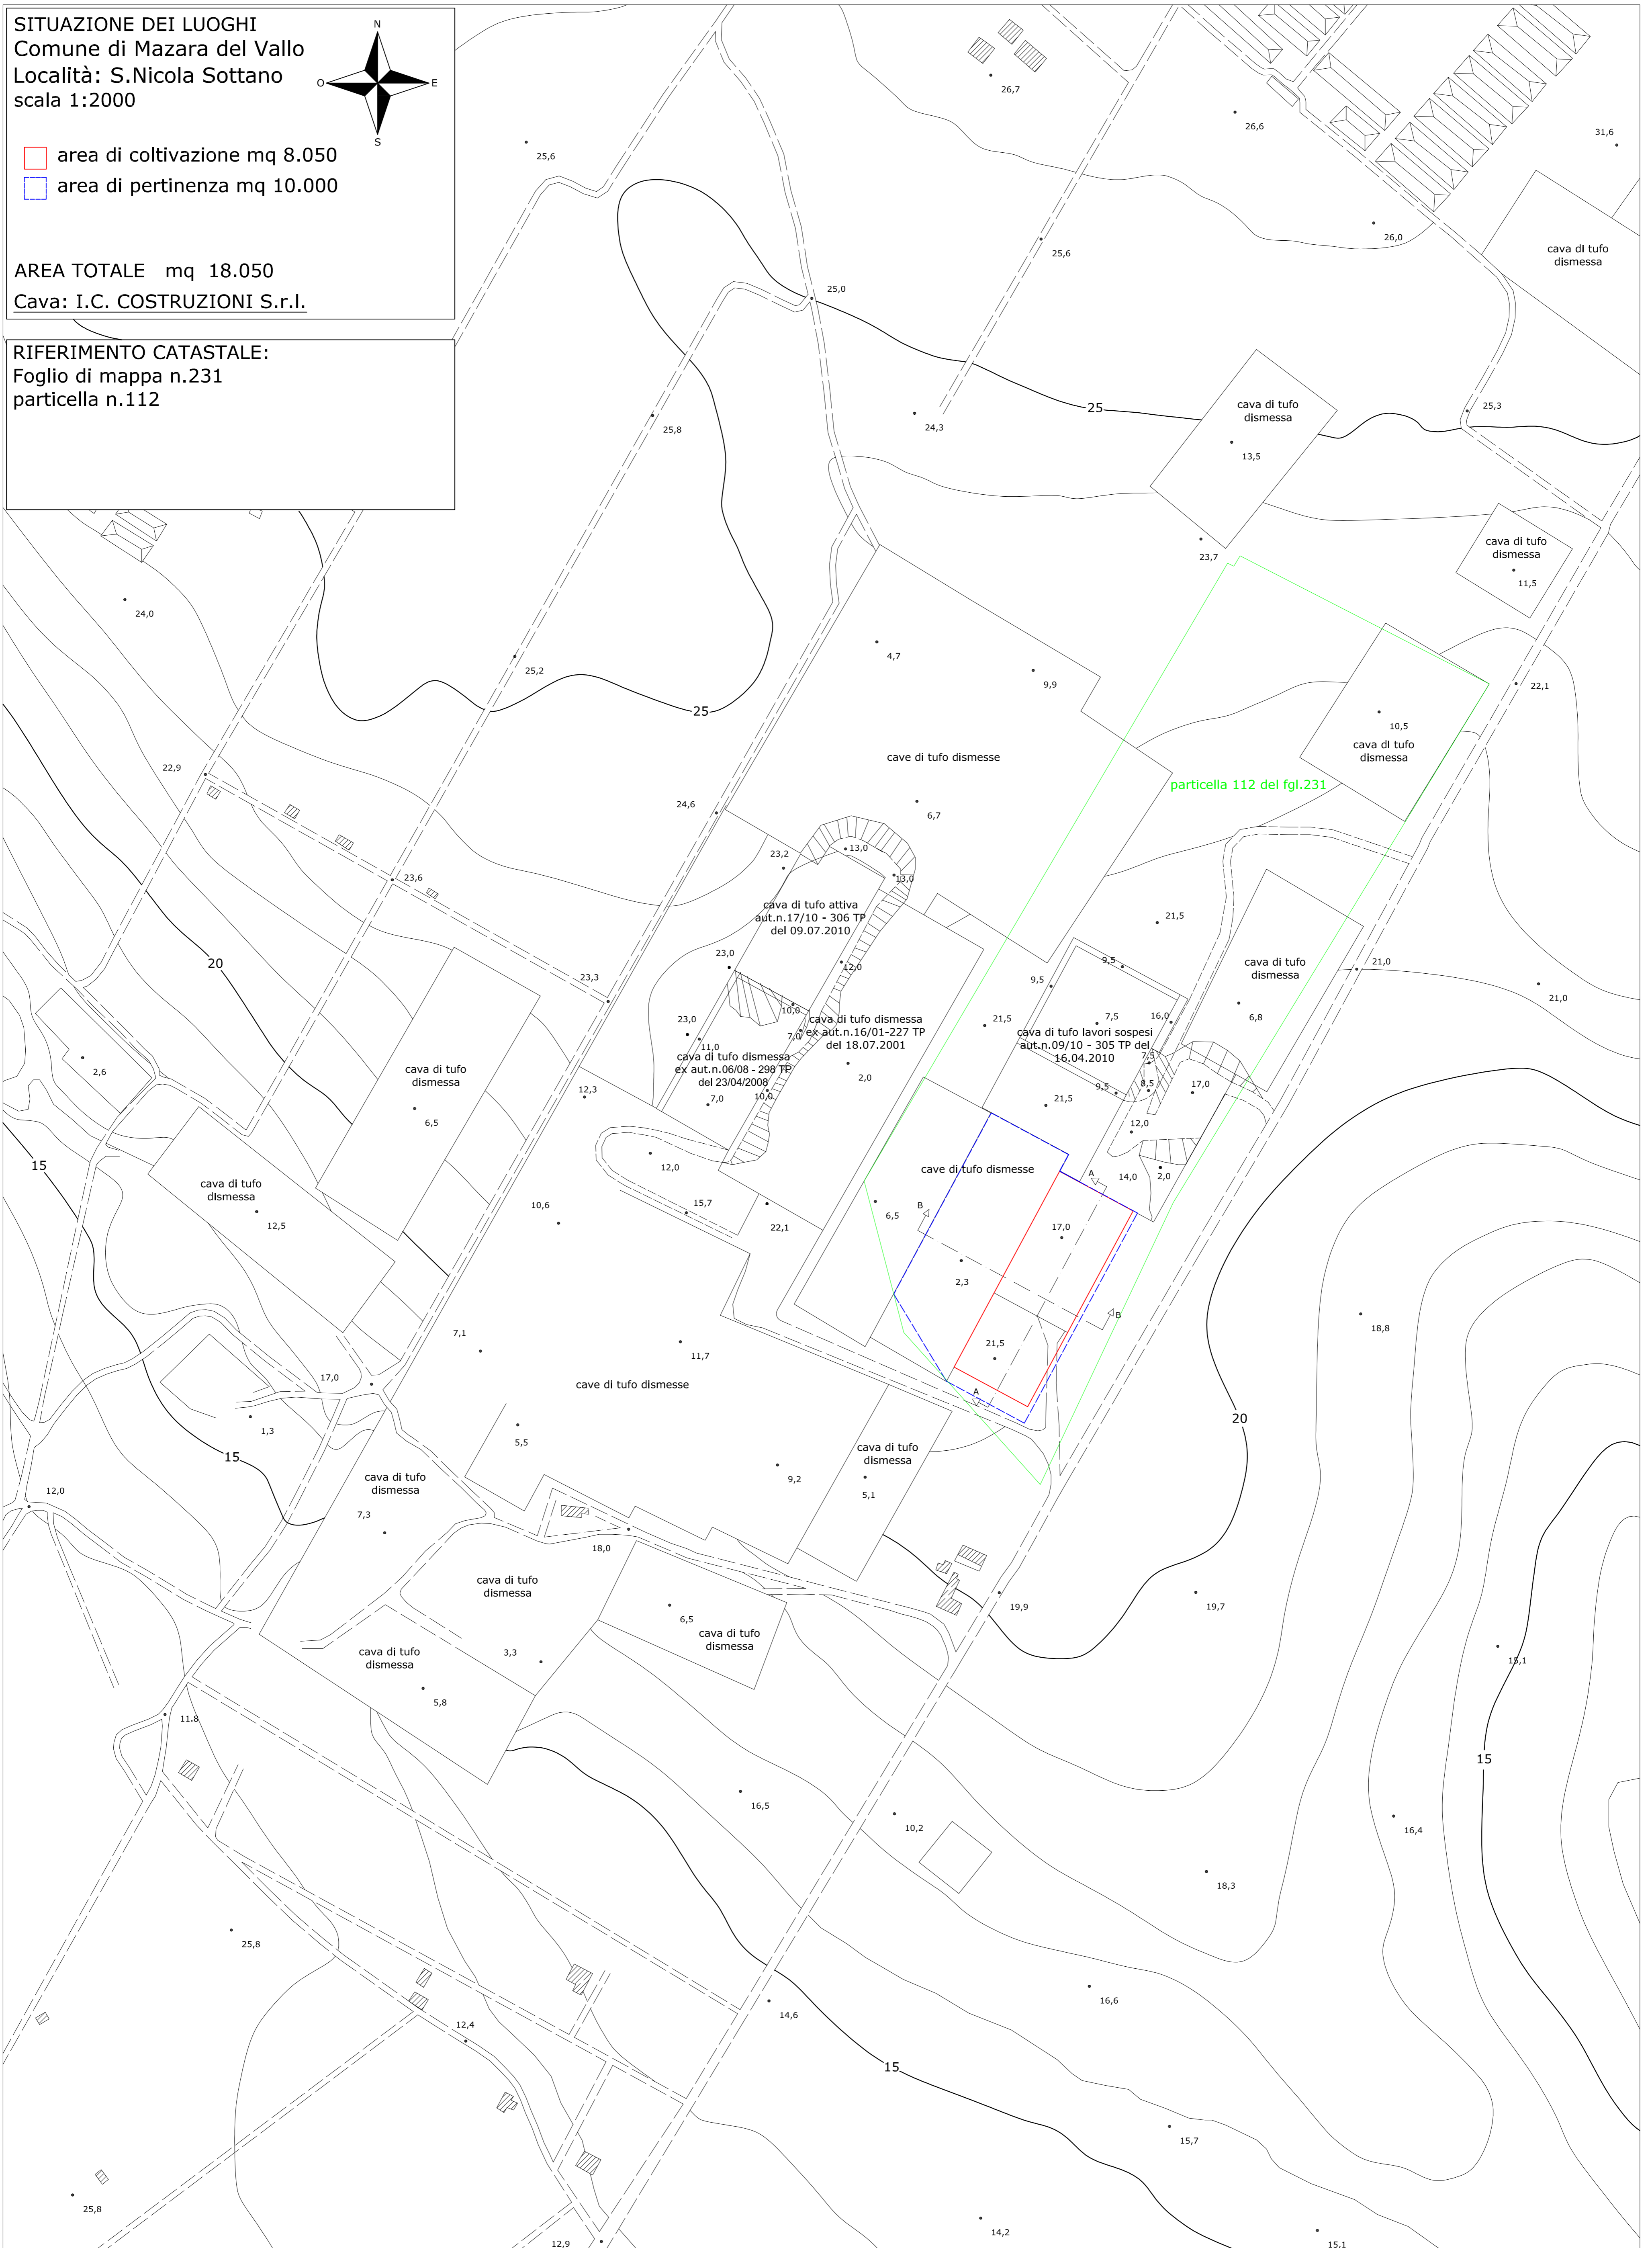 SITUAZIONE DEI LUOGHI
Comune di Mazara del Vallo
Località: S.Nicola Sottano
scala 1:2000
N
O
E
S
area di coltivazione mq 8.050
area di pertinenza mq 10.000
AREA TOTALE mq 18.050
Cava: I.C. COSTRUZIONI S.r.l.
RIFERIMENTO CATASTALE:
Foglio di mappa n.231
particella n.112
26,7
26,6
31,6
25,6
26,0
25,6
cava di tufo
dismessa
25,0
25
cava di tufo
dismessa
25,3
25,8
24,3
13,5
23,7
cava di tufo
dismessa
11,5
24,0
4,7
9,9
25,2
22,1
25
10,5
cava di tufo
dismessa
cave di tufo dismesse
22,9
particella 112 del fgl.231
24,6
6,7
23,2
13,0
23,6
13,0
cava di tufo attiva
aut.n.17/10 - 306 TP
del 09.07.2010
21,5
23,0
20
9,5
cava di tufo
dismessa
21,0
12,0
23,3
9,5
21,0
10,0
cava di tufo dismessa
ex aut.n.16/01-227 TP
del 18.07.2001
23,0
7,0
21,5
7,5
16,0
6,8
cava di tufo lavori sospesi
aut.n.09/10 - 305 TP del
16.04.2010
11,0
cava di tufo dismessa
ex aut.n.06/08 - 298 TP
del 23/04/2008
7,5
2,6
cava di tufo
dismessa
2,0
8,5
17,0
9,5
12,3
7,0
10,0
21,5
6,5
12,0
15
12,0
cave di tufo dismesse
A
14,0
2,0
cava di tufo
dismessa
15,7
10,6
6,5
B
12,5
22,1
17,0
2,3
B
18,8
7,1
11,7
21,5
17,0
cave di tufo dismesse
A
20
1,3
5,5
cava di tufo
dismessa
15
9,2
5,1
cava di tufo
dismessa
12,0
7,3
18,0
cava di tufo
dismessa
19,9
19,7
6,5
cava di tufo
dismessa
3,3
cava di tufo
dismessa
15,1
5,8
11.8
15
16,5
10,2
16,4
18,3
25,8
16,6
14,6
12,4
15
15,7
25,8
14,2
12,9
15,1